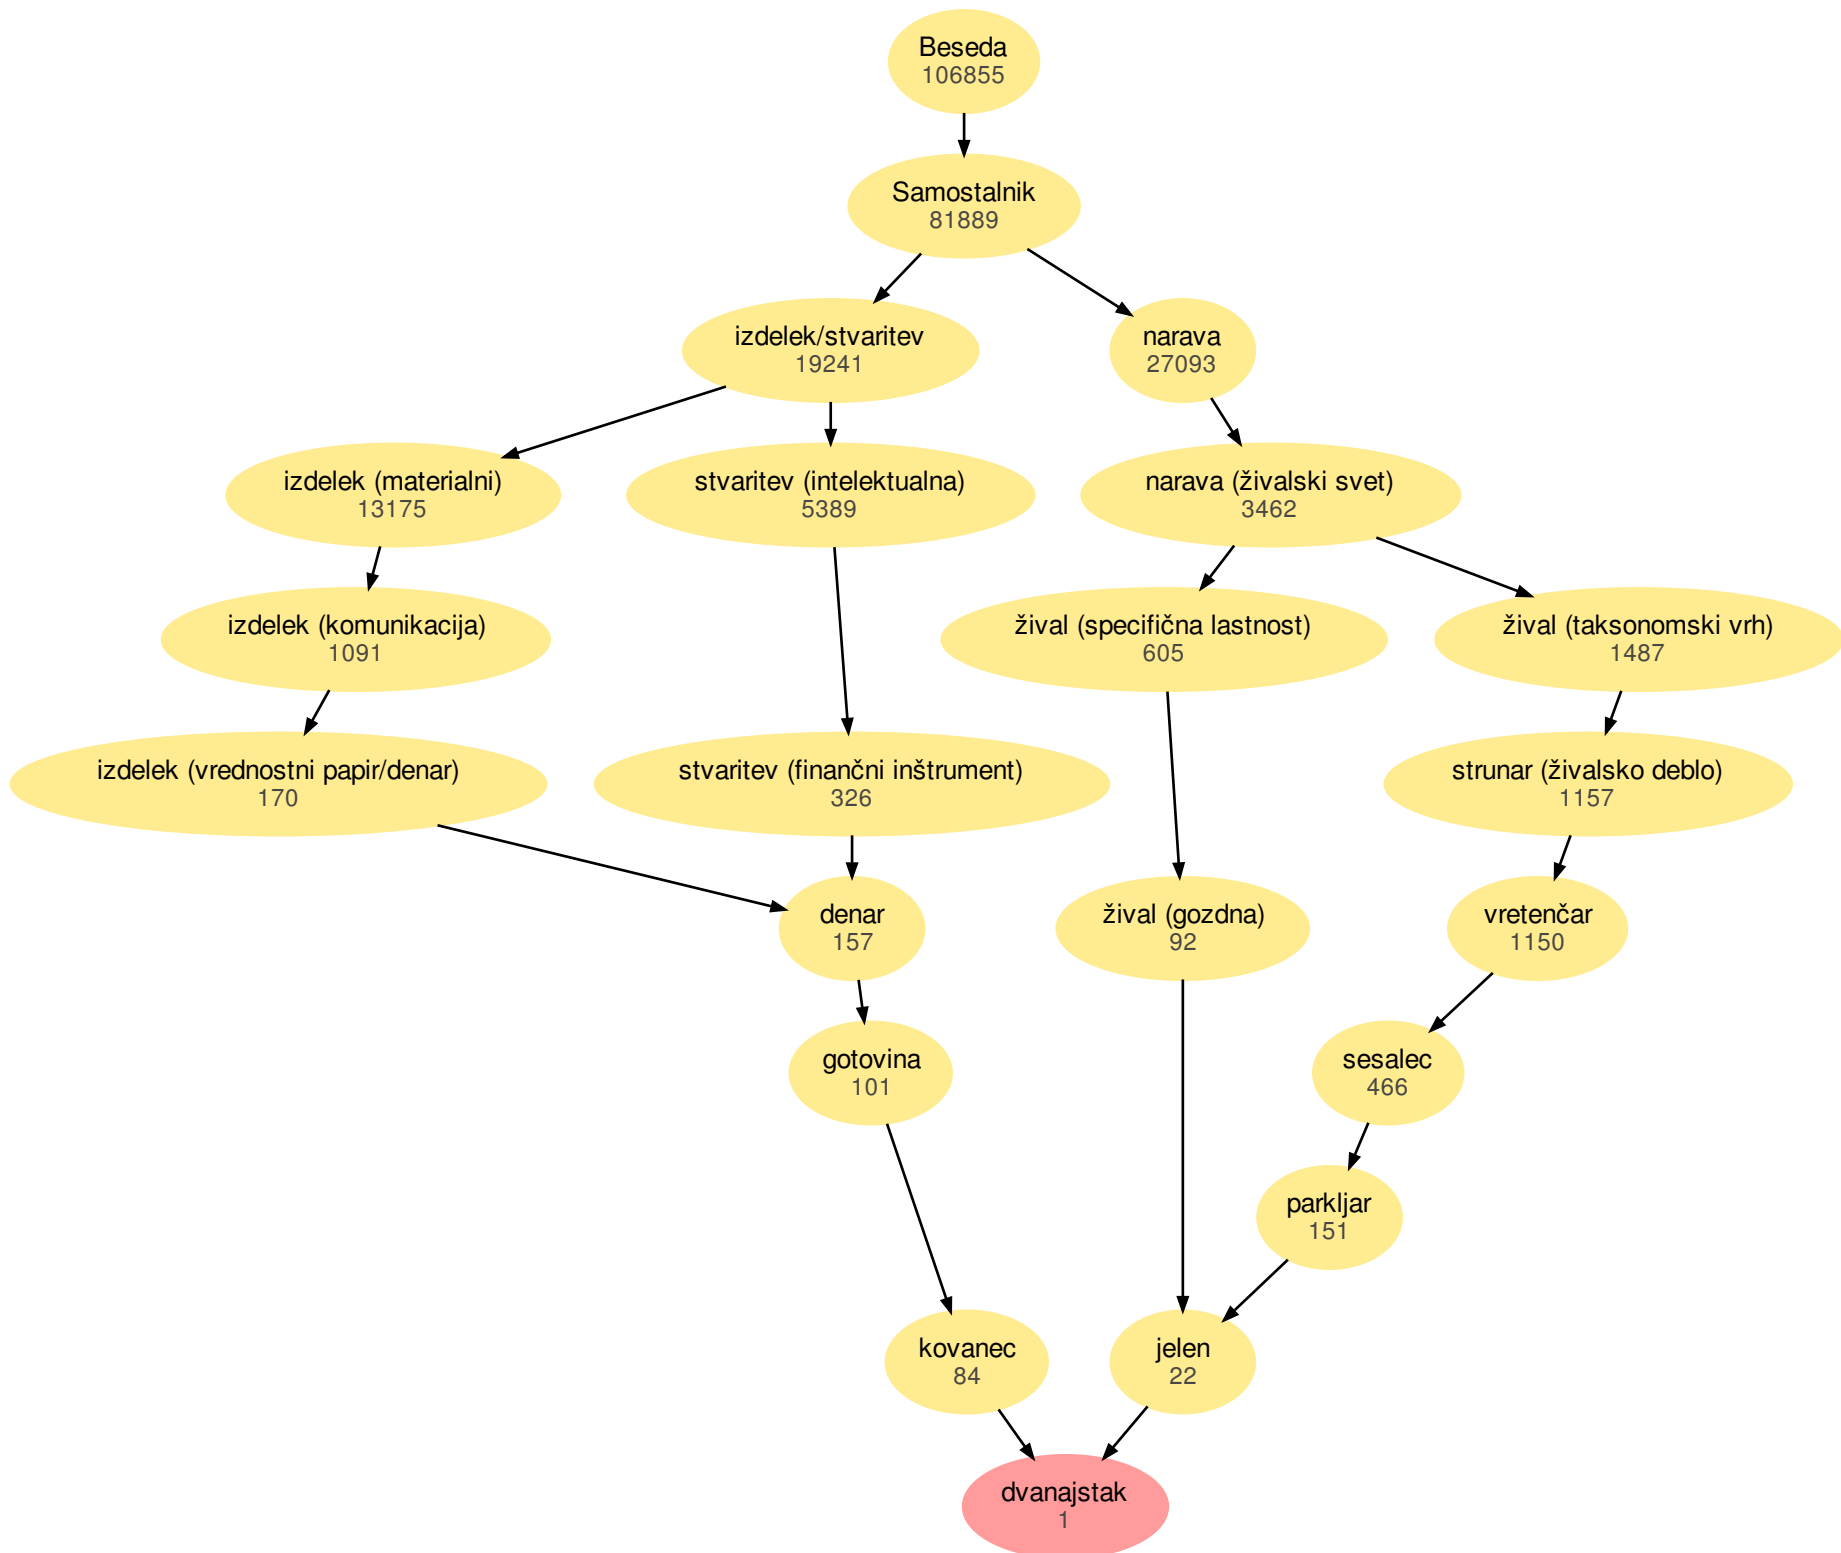 Beseda
106855
Samostalnik
81889
izdelek/stvaritev
19241
narava
27093
izdelek (materialni)
13175
stvaritev (intelektualna)
5389
narava (živalski svet)
3462
izdelek (komunikacija)
1091
žival (specifična lastnost)
605
žival (taksonomski vrh)
1487
izdelek (vrednostni papir/denar)
170
stvaritev (finančni inštrument)
326
strunar (živalsko deblo)
1157
denar
157
žival (gozdna)
92
vretenčar
1150
gotovina
101
sesalec
466
parkljar
151
kovanec
84
jelen
22
dvanajstak
1